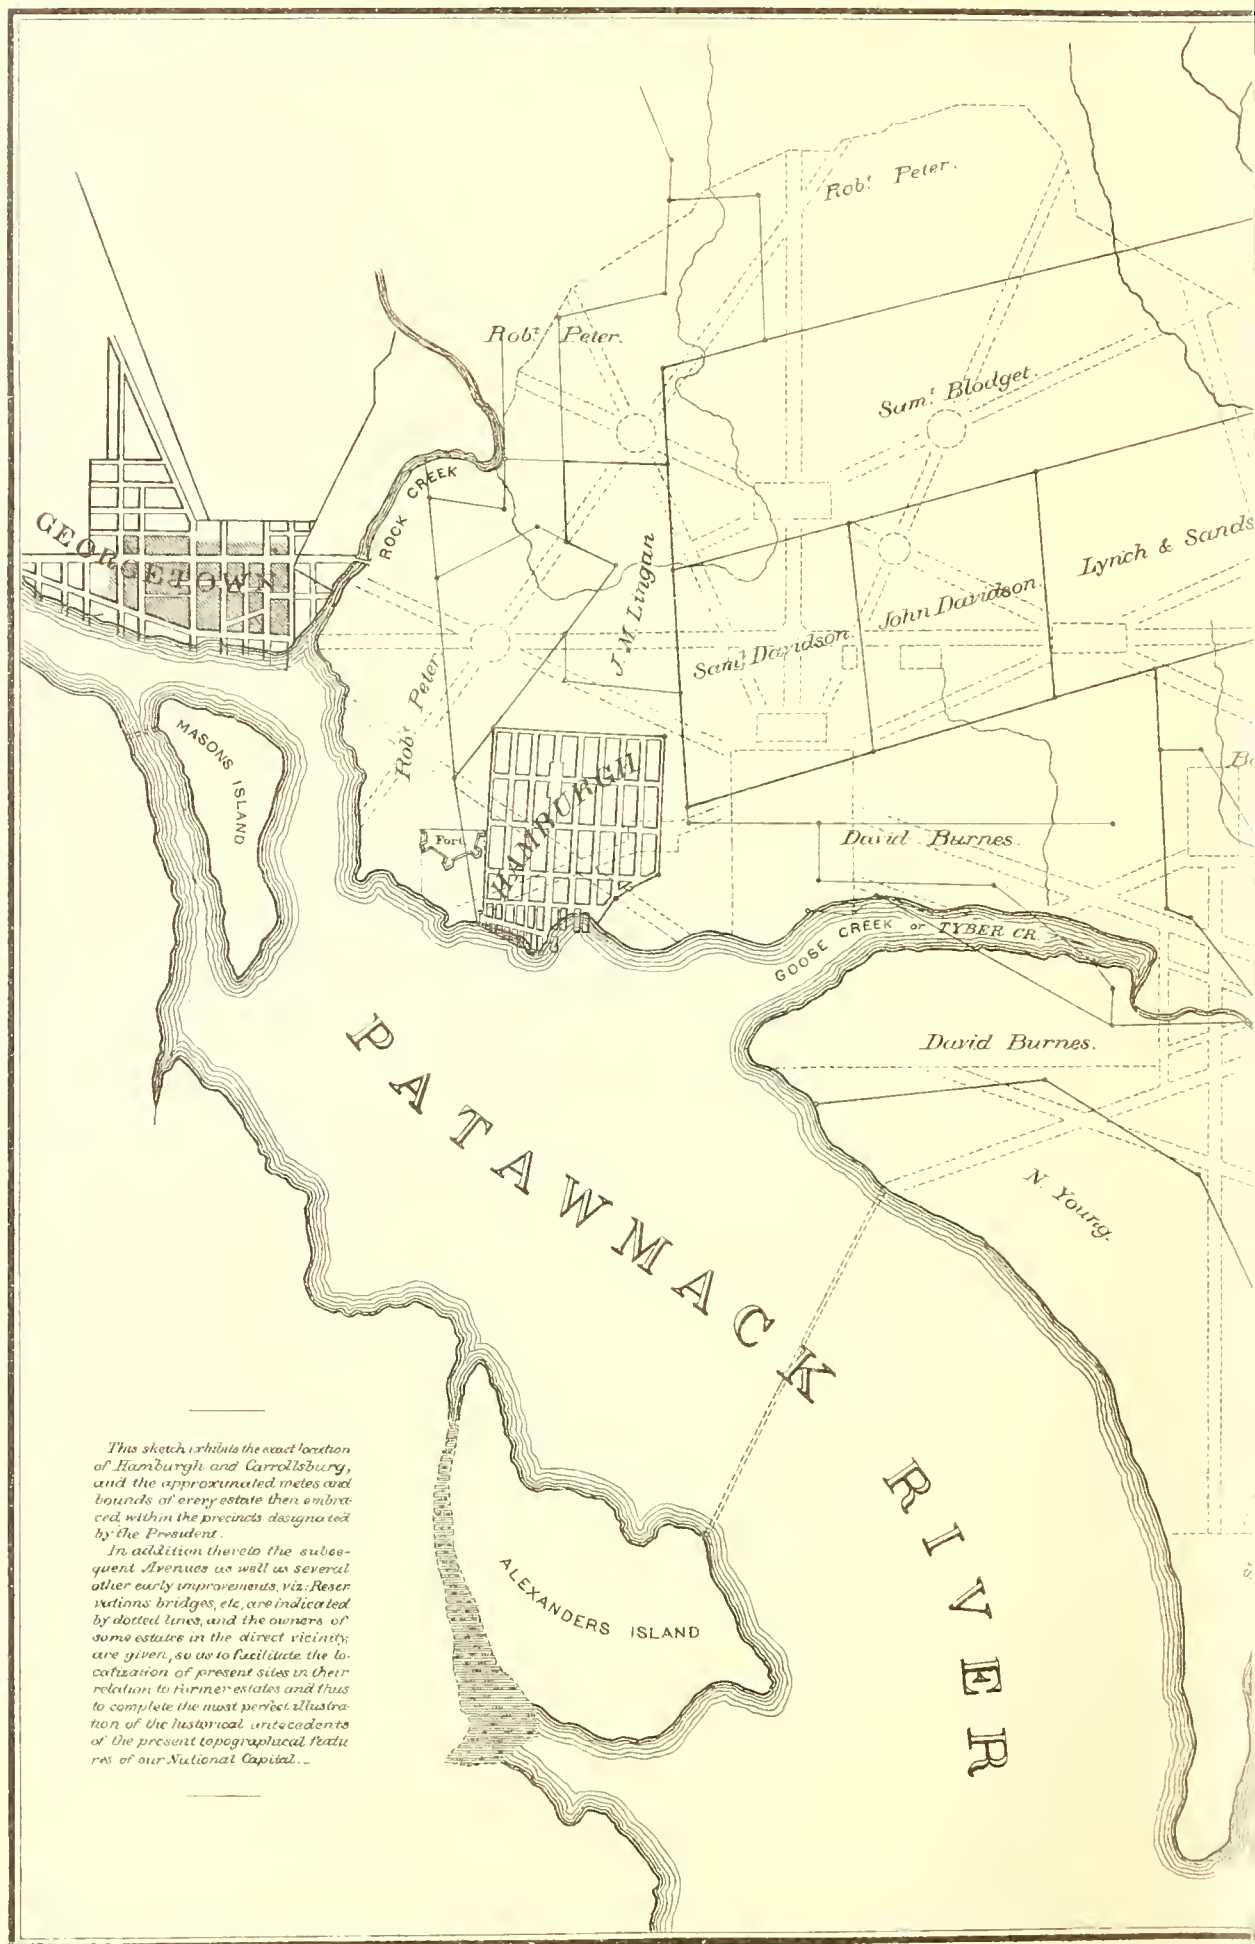 Rob.t Peter.
Rob.t Peter.
Sam.t Blodget.
ROCK CREEK
GEORGETOWN
J. M Lingan
Lynch & Sands
John Davidson.
Sam.t Davidson.
Rob.t Peter
MASONS ISLAND
HAMBURGH
Fort
David Burnes.
GOOSE CREEK or TYBER CR.
David Burnes.
PATAWMACK
N Young.
RIVER
ALEXANDERS ISLAND
This sketch exhibits the exact location
of Hamburgh and Carrollsburg,
and the approximated metes and
bounds of every estate then embra-
ced within the precincts designated
by the President.
In addition thereto the subse-
quent Avenues as well as several
other early improvements, viz: Reser
vations bridges, etc, are indicated
by dotted lines, and the owners of
some estates in the direct vicinity,
are given, so as to facilitate the lo-
calization of present sites in their
relation to former estates and thus
to complete the most perfect illustra-
tion of the historical antecedents
of the present topographical featu
res of our National Capital._